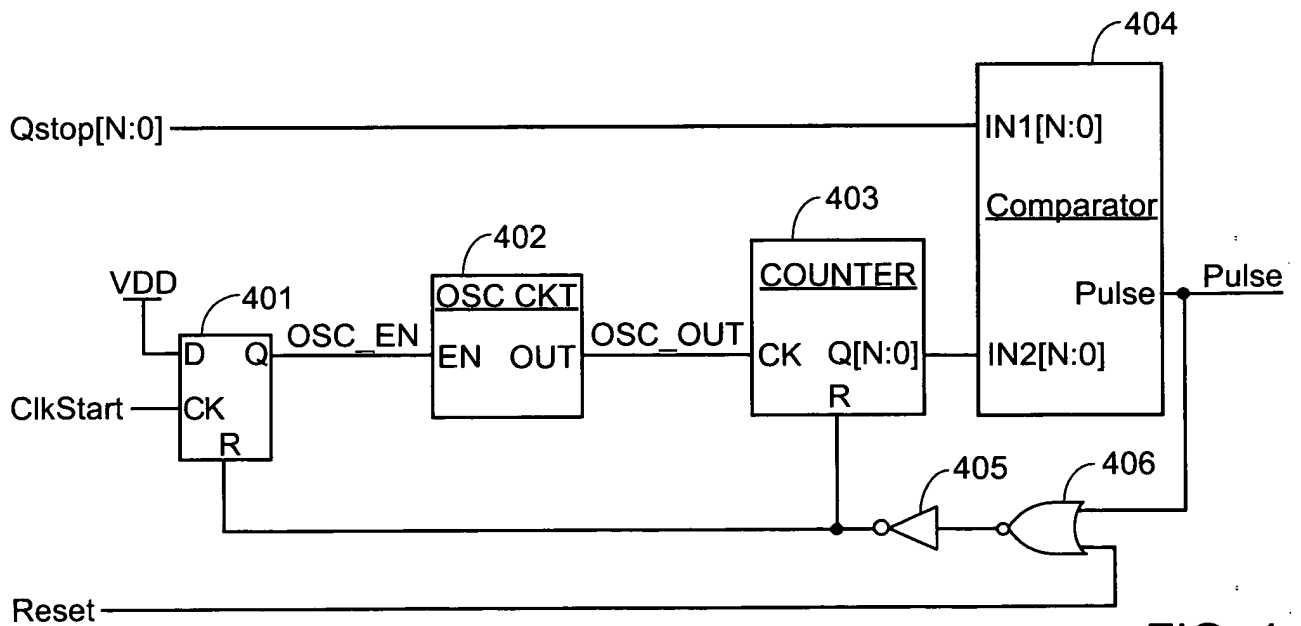 404
Qstop[N:0]
IN1[N:0]
403
Comparator
402
COUNTER
VDD
401
OSC CKT
Pulse
Pulse
OSC_EN
OSC_OUT
D
Q
EN
OUT
CK
Q[N:0]
IN2[N:0]
ClkStart
CK
R
R
405
406
Reset